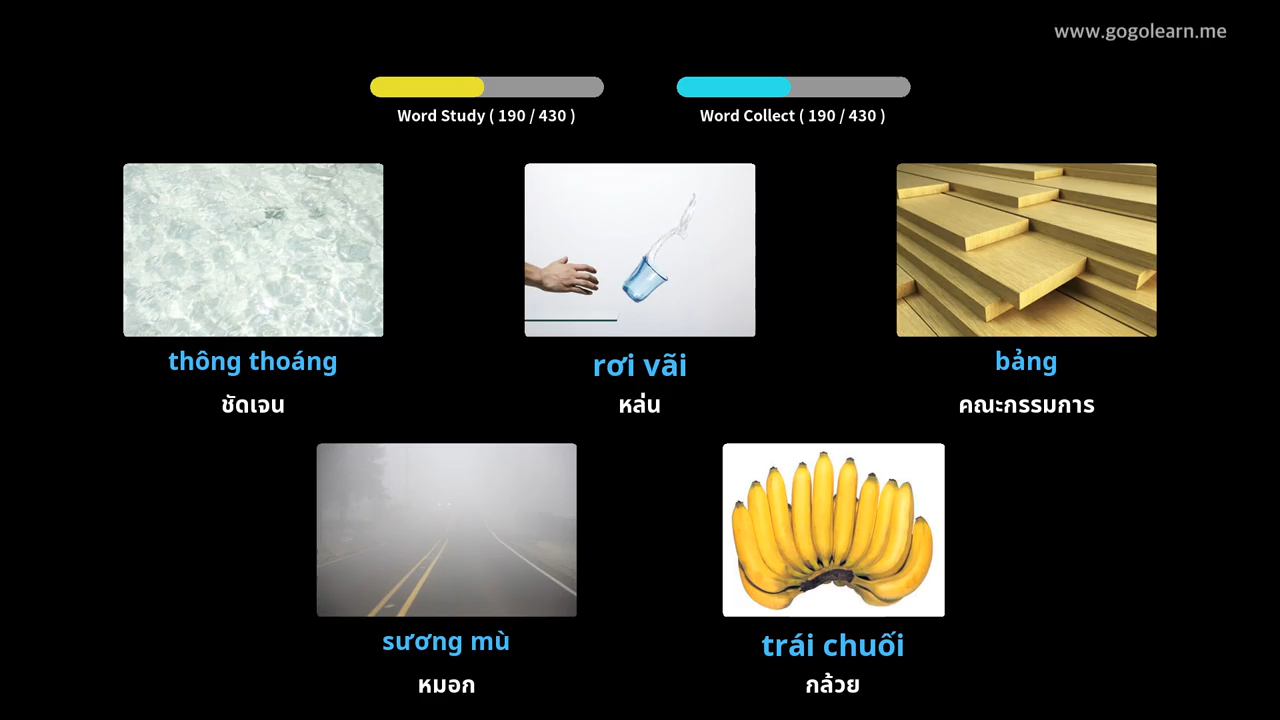 www.gogolearn.me
Word Study ( 190 / 430 )
Word Collect ( 190 / 430 )
thông thoáng
ชัดเจน
rơi vãi
หล่น
bảng
คณะกรรมการ
sương mù
หมอก
trái chuối
กล้วย